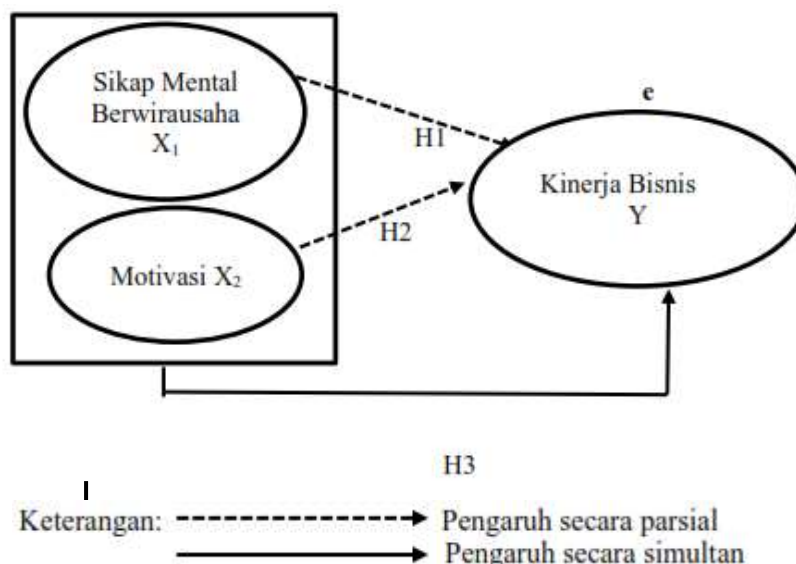 Sikap Mental
Berwirausaha
X₁
H1
e
Kinerja Bisnis
Y
H2
Motivasi X₂
H3
Keterangan:
Pengaruh secara parsial
Pengaruh secara simultan